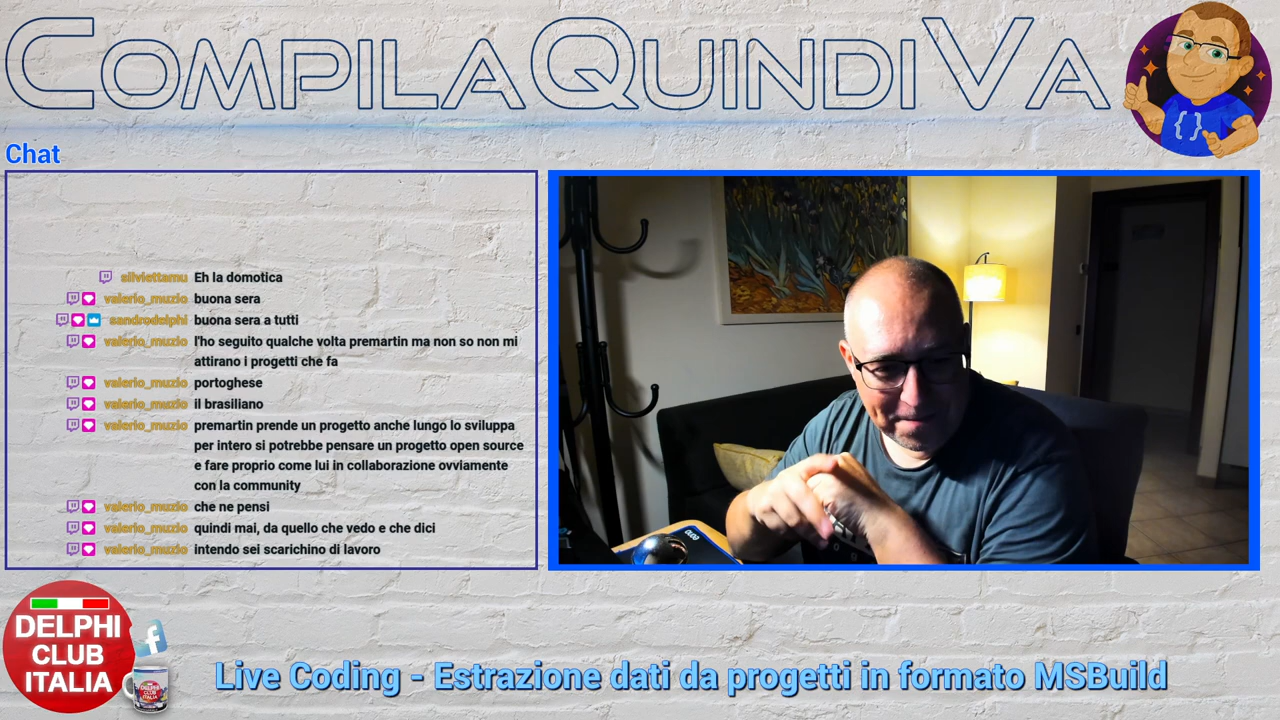 CompilaQuindiVa
{ }
Chat
silviettamu Eh la domotica
valerio_muzio buona sera
sandrodelphi buona sera a tutti
valerio_muzio l'ho seguito qualche volta premartin ma non so non mi
attirano i progetti che fa
valerio_muzio portoghese
valerio_muzio il brasiliano
valerio_muzio premartin prende un progetto anche lungo lo sviluppa
per intero si potrebbe pensare un progetto open source
e fare proprio come lui in collaborazione ovviamente
con la community
valerio_muzio che ne pensi
valerio_muzio quindi mai, da quello che vedo e che dici
valerio_muzio intendo sei scarichino di lavoro
DELPHI
CLUB
ITALIA
f
DELPHI
CLUB
ITALIA
Live Coding - Estrazione dati da progetti in formato MSBuild